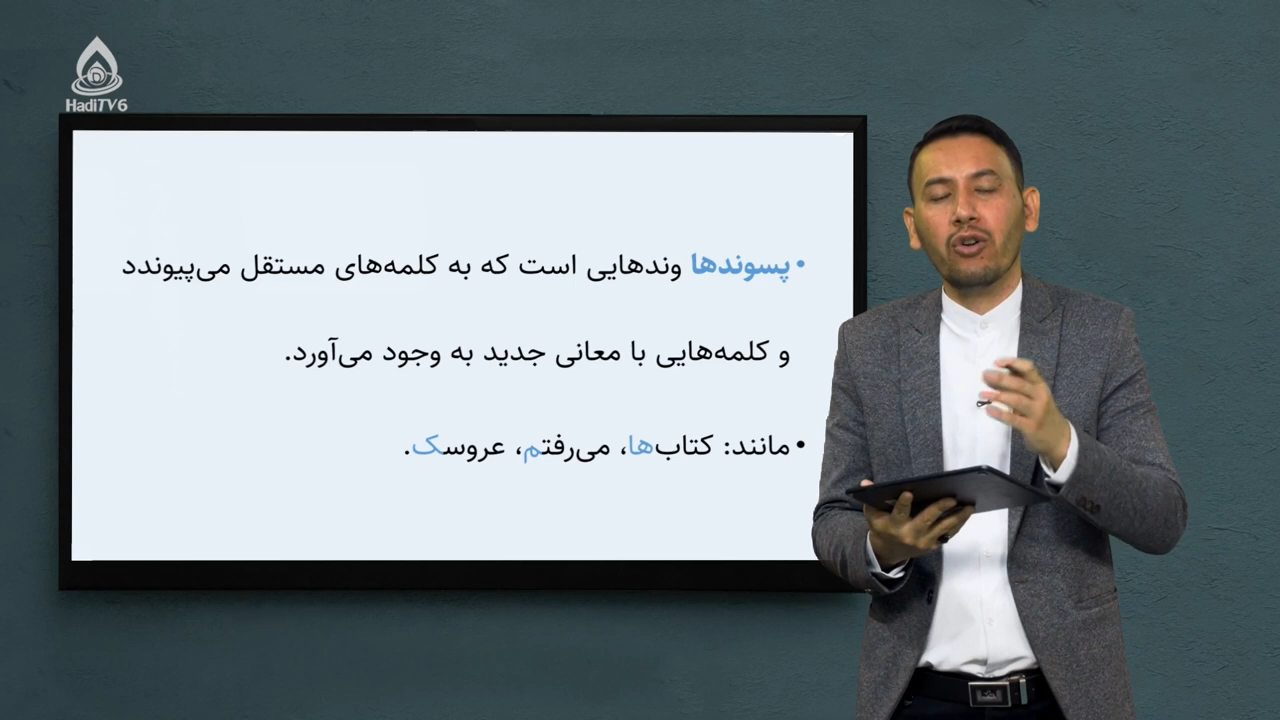 HadiTV6
• پسوندها وندهایی است که به کلمه‌های مستقل می‌پیوندد
و کلمه‌هایی با معانی جدید به وجود می‌آورد.
• مانند: کتاب‌ها، می‌رفتم، عروسک.